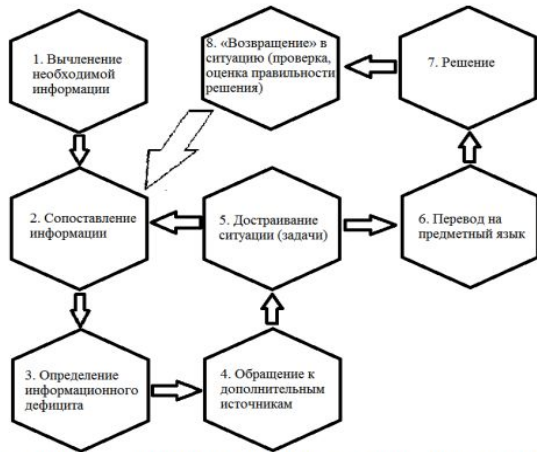 1. Вычленение
необходимой
информации
8. «Возвращение» в
ситуацию (проверка,
оценка правильности
решения)
7. Решение
2. Сопоставление
информации
5. Достраивание
ситуации (задачи)
6. Перевод на
предметный язык
3. Определение
информационного
дефицита
4. Обращение к
дополнительным
источникам